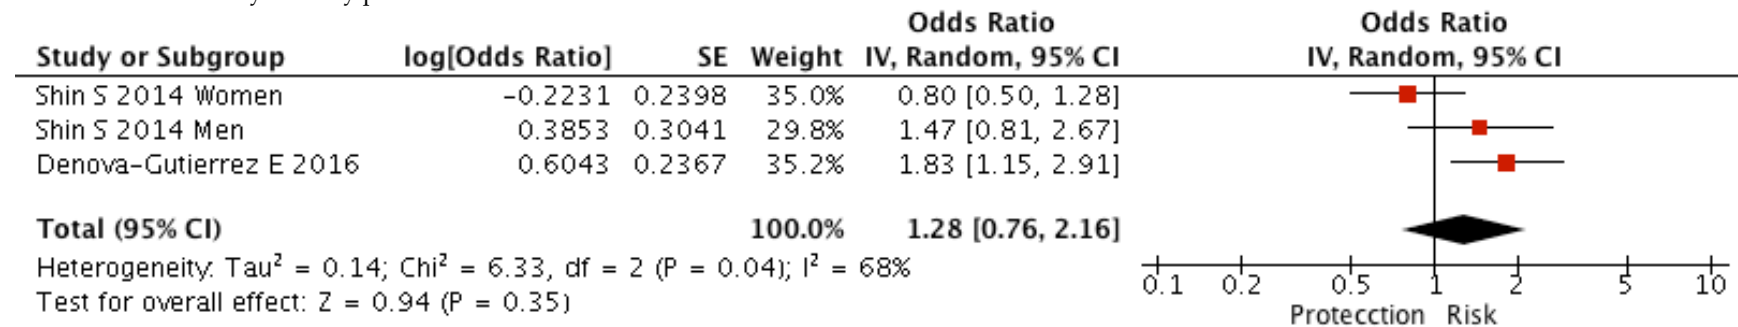 Odds Ratio Odds Ratio
Study or Subgroup log[Odds Ratio] SE Weight IV, Random, 95% CI IV, Random, 95% CI
Shin S 2014 Women −0.2231 0.2398 35.0% 0.80 [0.50, 1.28]
Shin S 2014 Men 0.3853 0.3041 29.8% 1.47 [0.81, 2.67]
Denova−Gutierrez E 2016 0.6043 0.2367 35.2% 1.83 [1.15, 2.91]
Total (95% CI) 100.0% 1.28 [0.76, 2.16]
Heterogeneity: Tau² = 0.14; Chi² = 6.33, df = 2 (P = 0.04); I² = 68%
Test for overall effect: Z = 0.94 (P = 0.35)
0.1 0.2 0.5 1 2 5 10
Protecction Risk